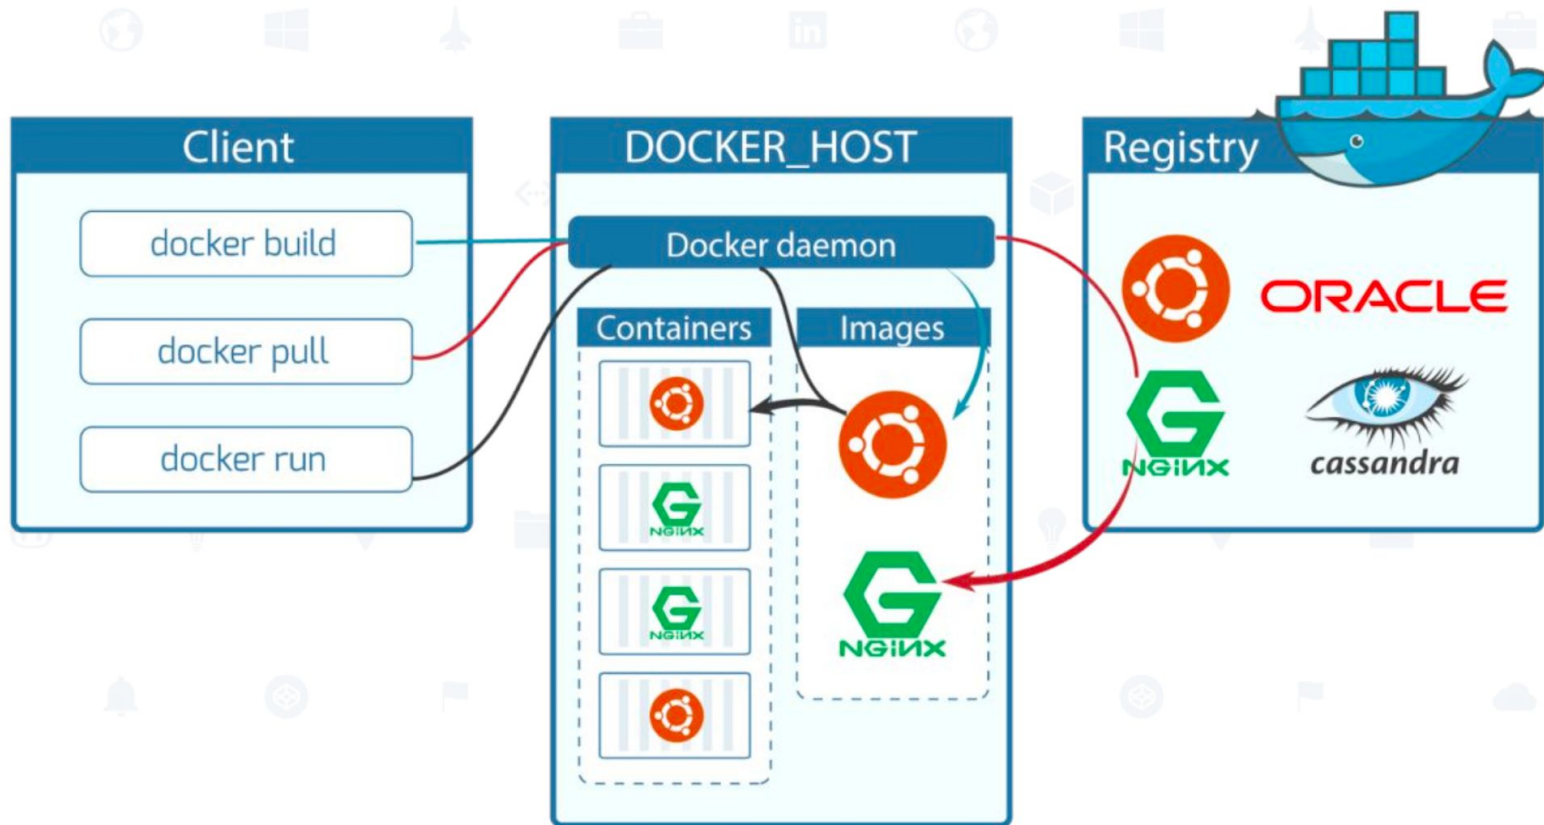 Client
docker build
docker pull
docker run
DOCKER_HOST
Docker daemon
Containers
NGiNX
NGiNX
Images
NGiNX
Registry
ORACLE
NGiNX
cassandra
in